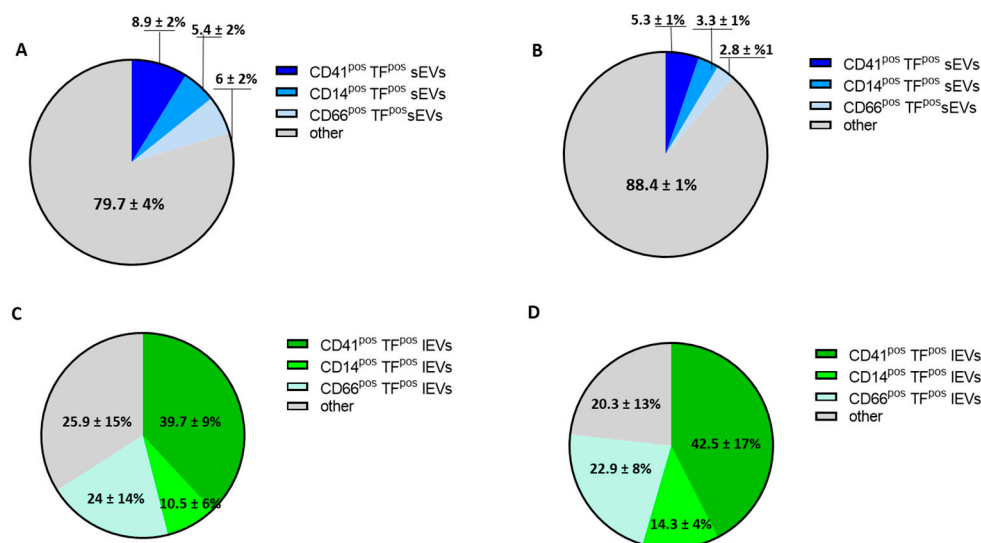 A
8.9 ± 2%
5.4 ± 2%
6 ± 2%
79.7 ± 4%
CD41pos TFpos sEVs
CD14pos TFpos sEVs
CD66pos TFpossEVs
other
B
5.3 ± 1%
3.3 ± 1%
2.8 ± %1
88.4 ± 1%
CD41pos TFpos sEVs
CD14pos TFpos sEVs
CD66pos TFpossEVs
other
C
25.9 ± 15%
39.7 ± 9%
24 ± 14%
10.5 ± 6%
CD41pos TFpos lEVs
CD14pos TFpos lEVs
CD66pos TFpos lEVs
other
D
20.3 ± 13%
42.5 ± 17%
22.9 ± 8%
14.3 ± 4%
CD41pos TFpos lEVs
CD14pos TFpos lEVs
CD66pos TFpos lEVs
other